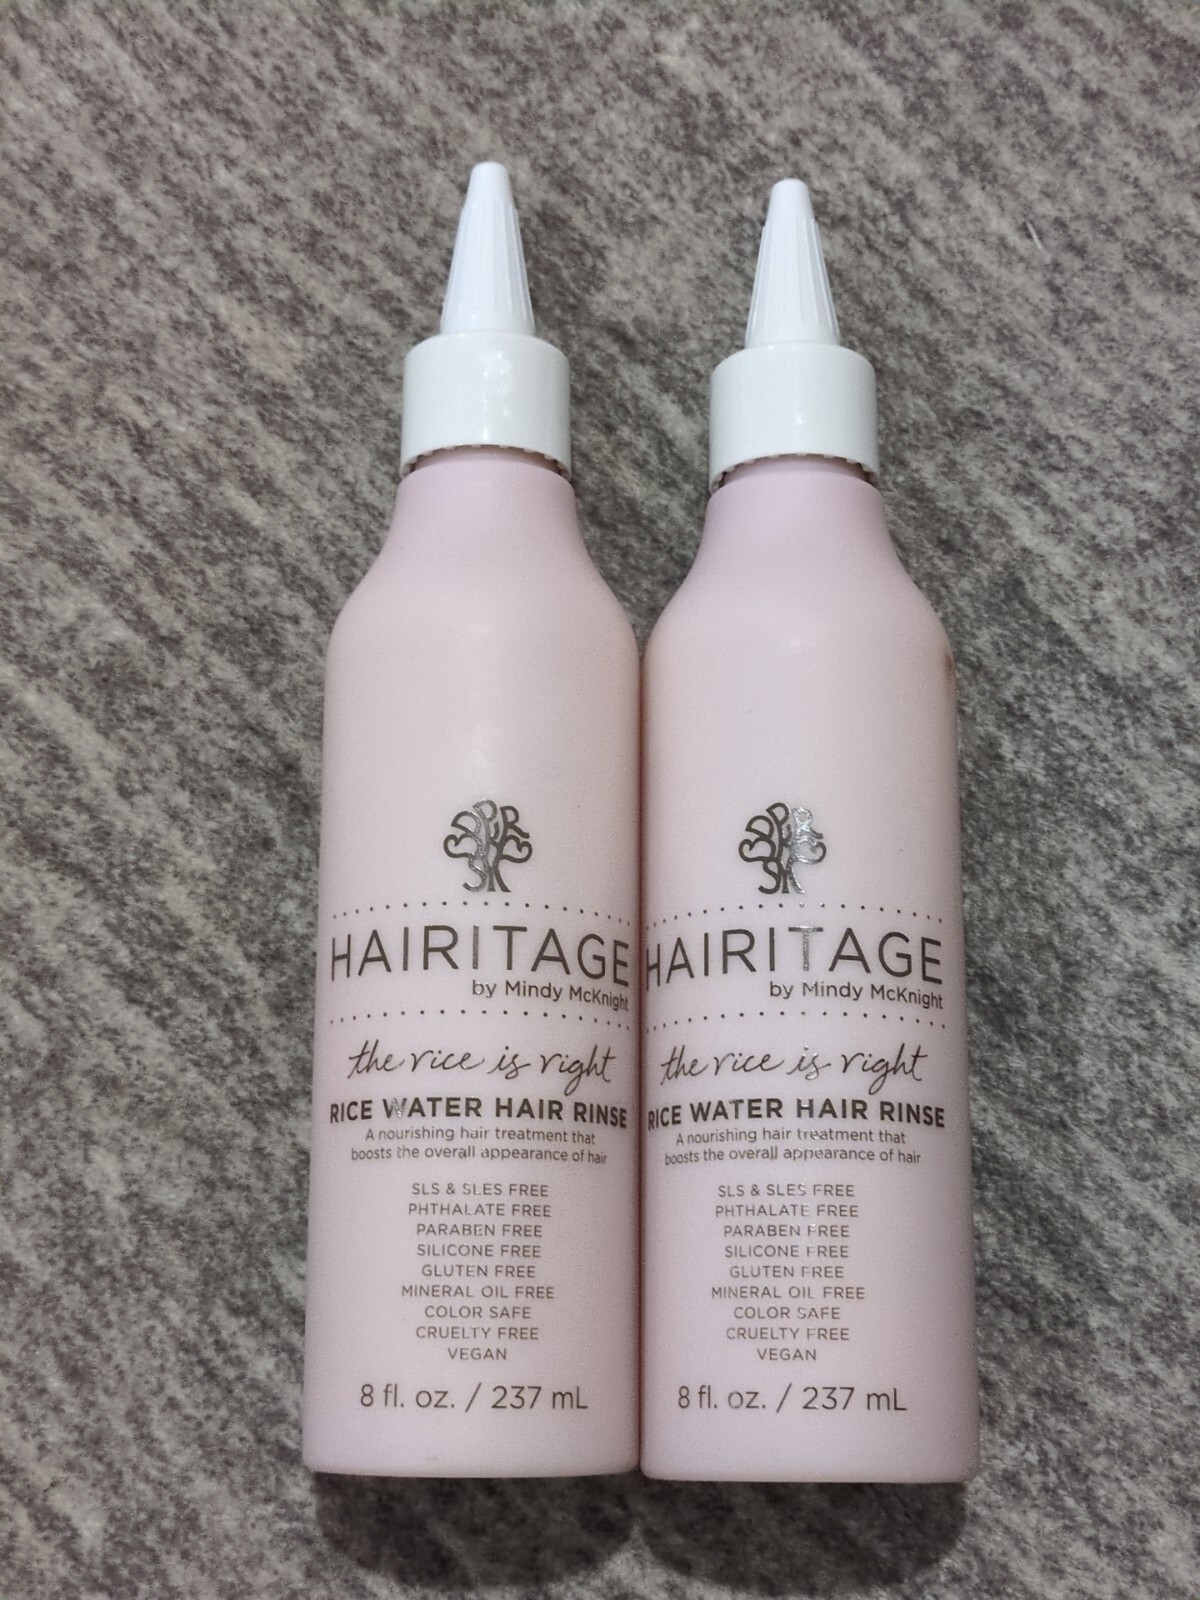 HAIRITAGE
by Mindy McKnight
the rice is right
RICE WATER HAIR RINSE
A nourishing hair treatment that
boosts the overall appearance of hair
SLS & SLES FREE
PHTHALATE FREE
PARABEN FREE
SILICONE FREE
GLUTEN FREE
MINERAL OIL FREE
COLOR SAFE
CRUELTY FREE
VEGAN
8 fl. oz. / 237 mL
HAIRITAGE
by Mindy McKnight
the rice is right
RICE WATER HAIR RINSE
A nourishing hair treatment that
boosts the overall appearance of hair
SLS & SLES FREE
PHTHALATE FREE
PARABEN FREE
SILICONE FREE
GLUTEN FREE
MINERAL OIL FREE
COLOR SAFE
CRUELTY FREE
VEGAN
8 fl. oz. / 237 mL